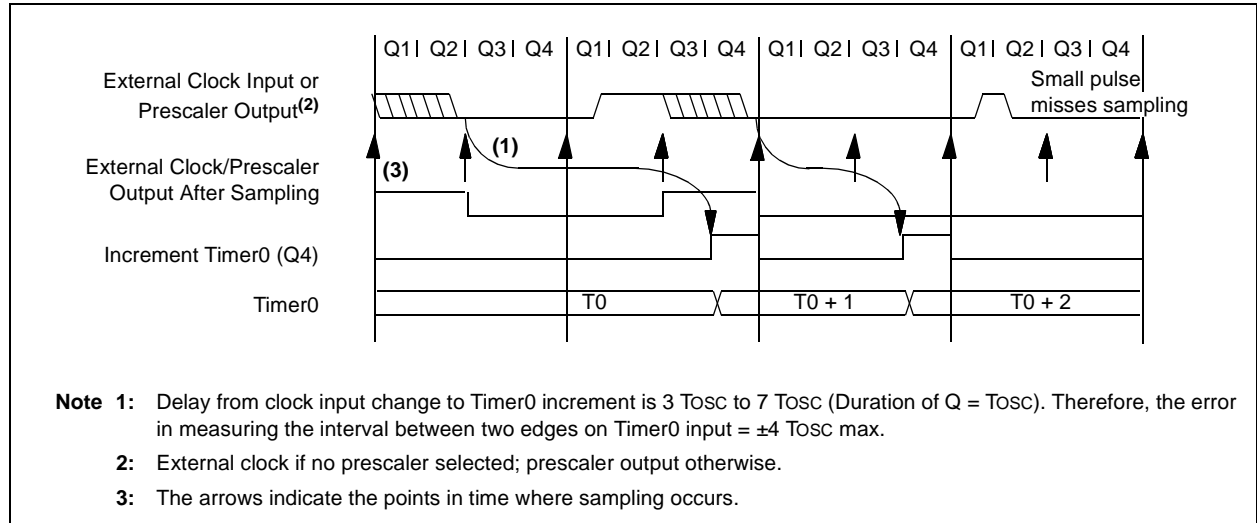 Q1 Q2 Q3 Q4 Q1 Q2 Q3 Q4 Q1 Q2 Q3 Q4 Q1 Q2 Q3 Q4
External Clock Input or
Prescaler Output(2)
Small pulse
misses sampling
(1)
External Clock/Prescaler
Output After Sampling
(3)
Increment Timer0 (Q4)
Timer0
T0 T0 + 1 T0 + 2
Note 1: Delay from clock input change to Timer0 increment is 3 TOSC to 7 TOSC (Duration of Q = TOSC). Therefore, the error
in measuring the interval between two edges on Timer0 input = ±4 TOSC max.
2: External clock if no prescaler selected; prescaler output otherwise.
3: The arrows indicate the points in time where sampling occurs.